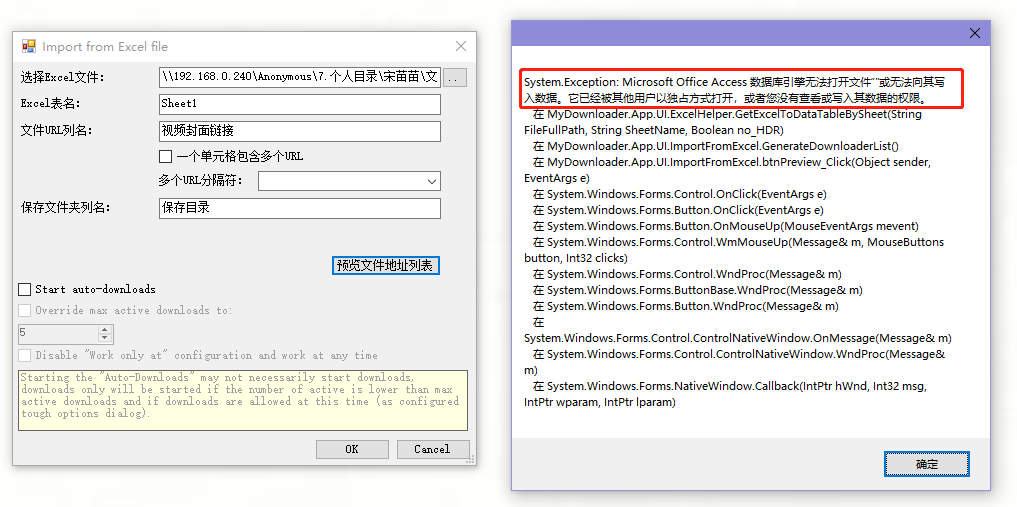 Import from Excel file
选择Excel文件:
\\192.168.0.240\Anonymous\7.个人目录\宋苗苗\文
..
Excel表名:
Sheet1
文件URL列名:
视频封面链接
一个单元格包含多个URL
多个URL分隔符:
保存文件夹列名:
保存目录
预览文件地址列表
Start auto-downloads
Override max active downloads to:
5
Disable "Work only at" configuration and work at any time
Starting the "Auto-Downloads" may not necessarily start downloads,
downloads only will be started if the number of active is lower than max
active downloads and if downloads are allowed at this time (as configured
tough options dialog).
OK
Cancel
System.Exception: Microsoft Office Access 数据库引擎无法打开文件“”或无法向其写
入数据。它已经被其他用户以独占方式打开，或者您没有查看或写入其数据的权限。
在 MyDownloader.App.UI.ExcelHelper.GetExcelToDataTableBySheet(String
FileFullPath, String SheetName, Boolean no_HDR)
在 MyDownloader.App.UI.ImportFromExcel.GenerateDownloaderList()
在 MyDownloader.App.UI.ImportFromExcel.btnPreview_Click(Object sender,
EventArgs e)
在 System.Windows.Forms.Control.OnClick(EventArgs e)
在 System.Windows.Forms.Button.OnClick(EventArgs e)
在 System.Windows.Forms.Button.OnMouseUp(MouseEventArgs mevent)
在 System.Windows.Forms.Control.WmMouseUp(Message& m, MouseButtons
button, Int32 clicks)
在 System.Windows.Forms.Control.WndProc(Message& m)
在 System.Windows.Forms.ButtonBase.WndProc(Message& m)
在 System.Windows.Forms.Button.WndProc(Message& m)
在
System.Windows.Forms.Control.ControlNativeWindow.OnMessage(Message& m)
在 System.Windows.Forms.Control.ControlNativeWindow.WndProc(Message&
m)
在 System.Windows.Forms.NativeWindow.Callback(IntPtr hWnd, Int32 msg,
IntPtr wparam, IntPtr lparam)
确定